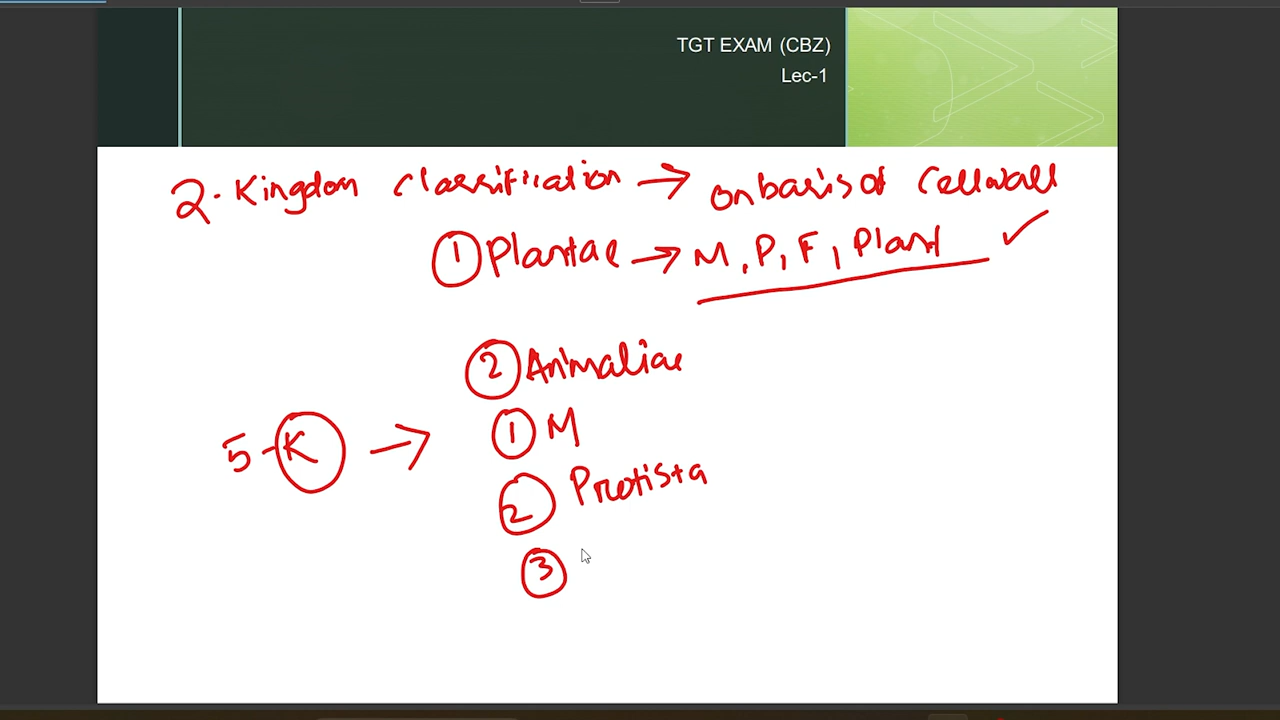 TGT EXAM (CBZ)
Lec-1
2. Kingdom classification → on basis of Cellwall
① Plantae → M, P, F, Plant ✓
② Animaliae
5-K → ① M
② Protista
③